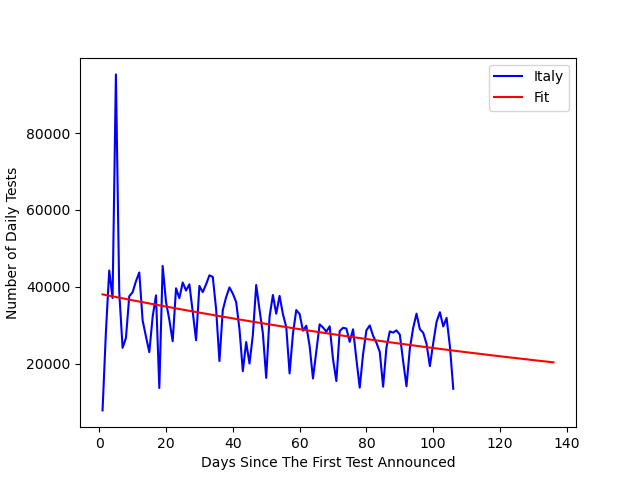 Italy
Fit
80000
60000
40000
20000
Number of Daily Tests
0 20 40 60 80 100 120 140
Days Since The First Test Announced